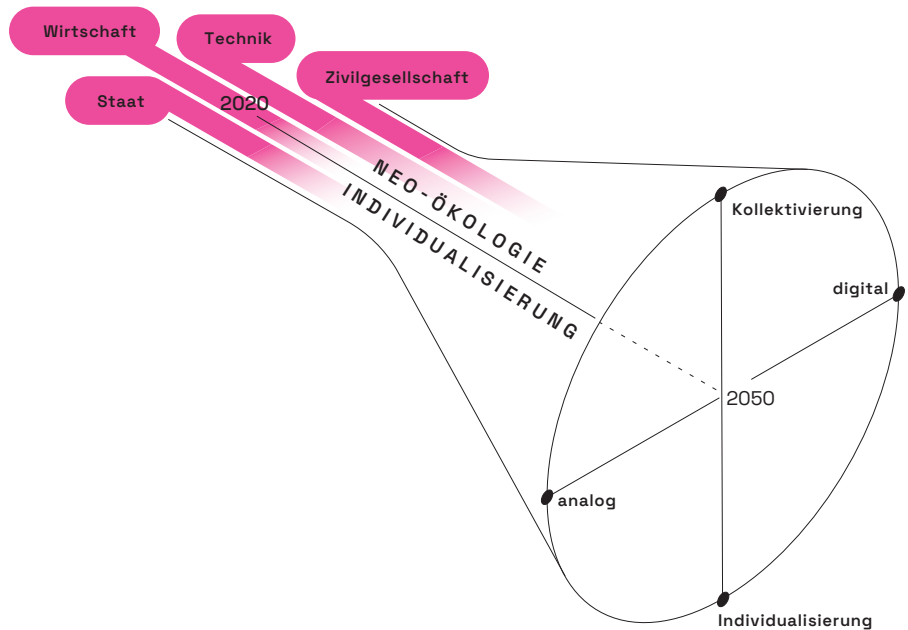 Wirtschaft
Technik
Zivilgesellschaft
Staat
2020
NEO-ÖKOLOGIE
INDIVIDUALISIERUNG
Kollektivierung
digital
2050
analog
Individualisierung